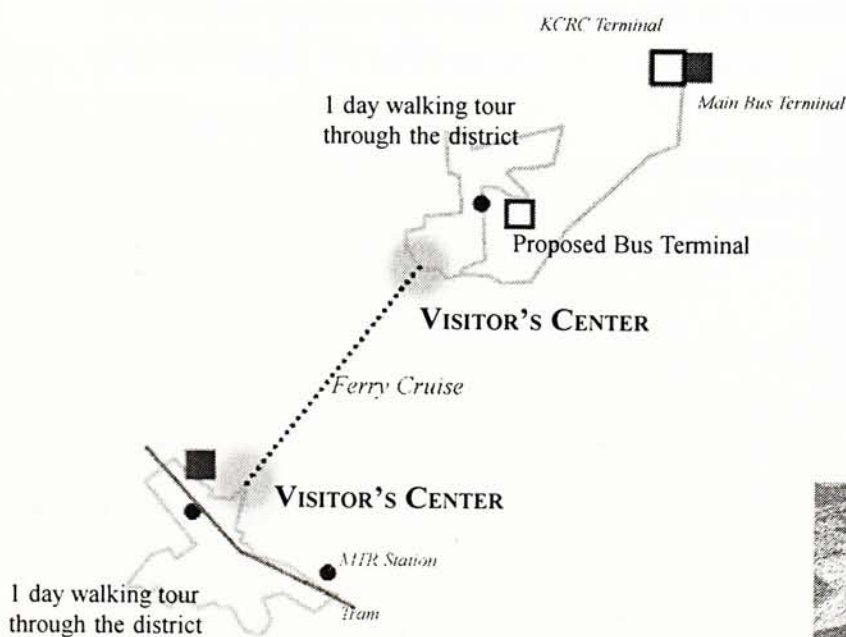 KCRC Terminal
Main Bus Terminal
1 day walking tour
through the district
Proposed Bus Terminal
VISITOR'S CENTER
Ferry Cruise
VISITOR'S CENTER
MTR Station
1 day walking tour
through the district
Tram